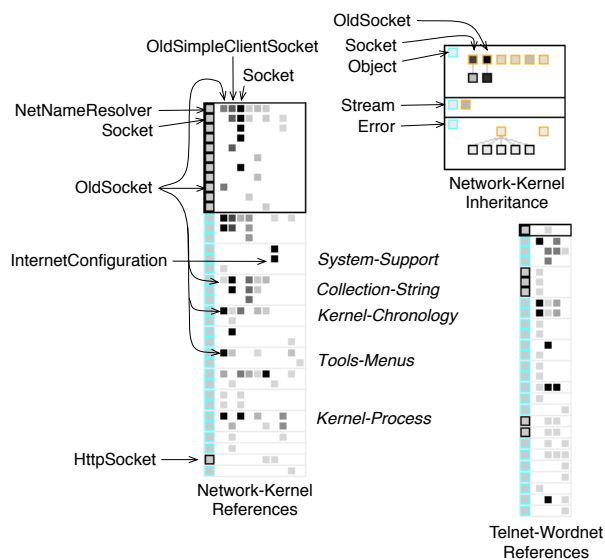 OldSocket
OldSimpleClientSocket
Socket
Socket
Object
NetNameResolver
Socket
Stream
Error
OldSocket
Network-Kernel
Inheritance
InternetConfiguration
System-Support
Collection-String
Kernel-Chronology
Tools-Menus
Kernel-Process
HttpSocket
Network-Kernel
References
Telnet-Wordnet
References